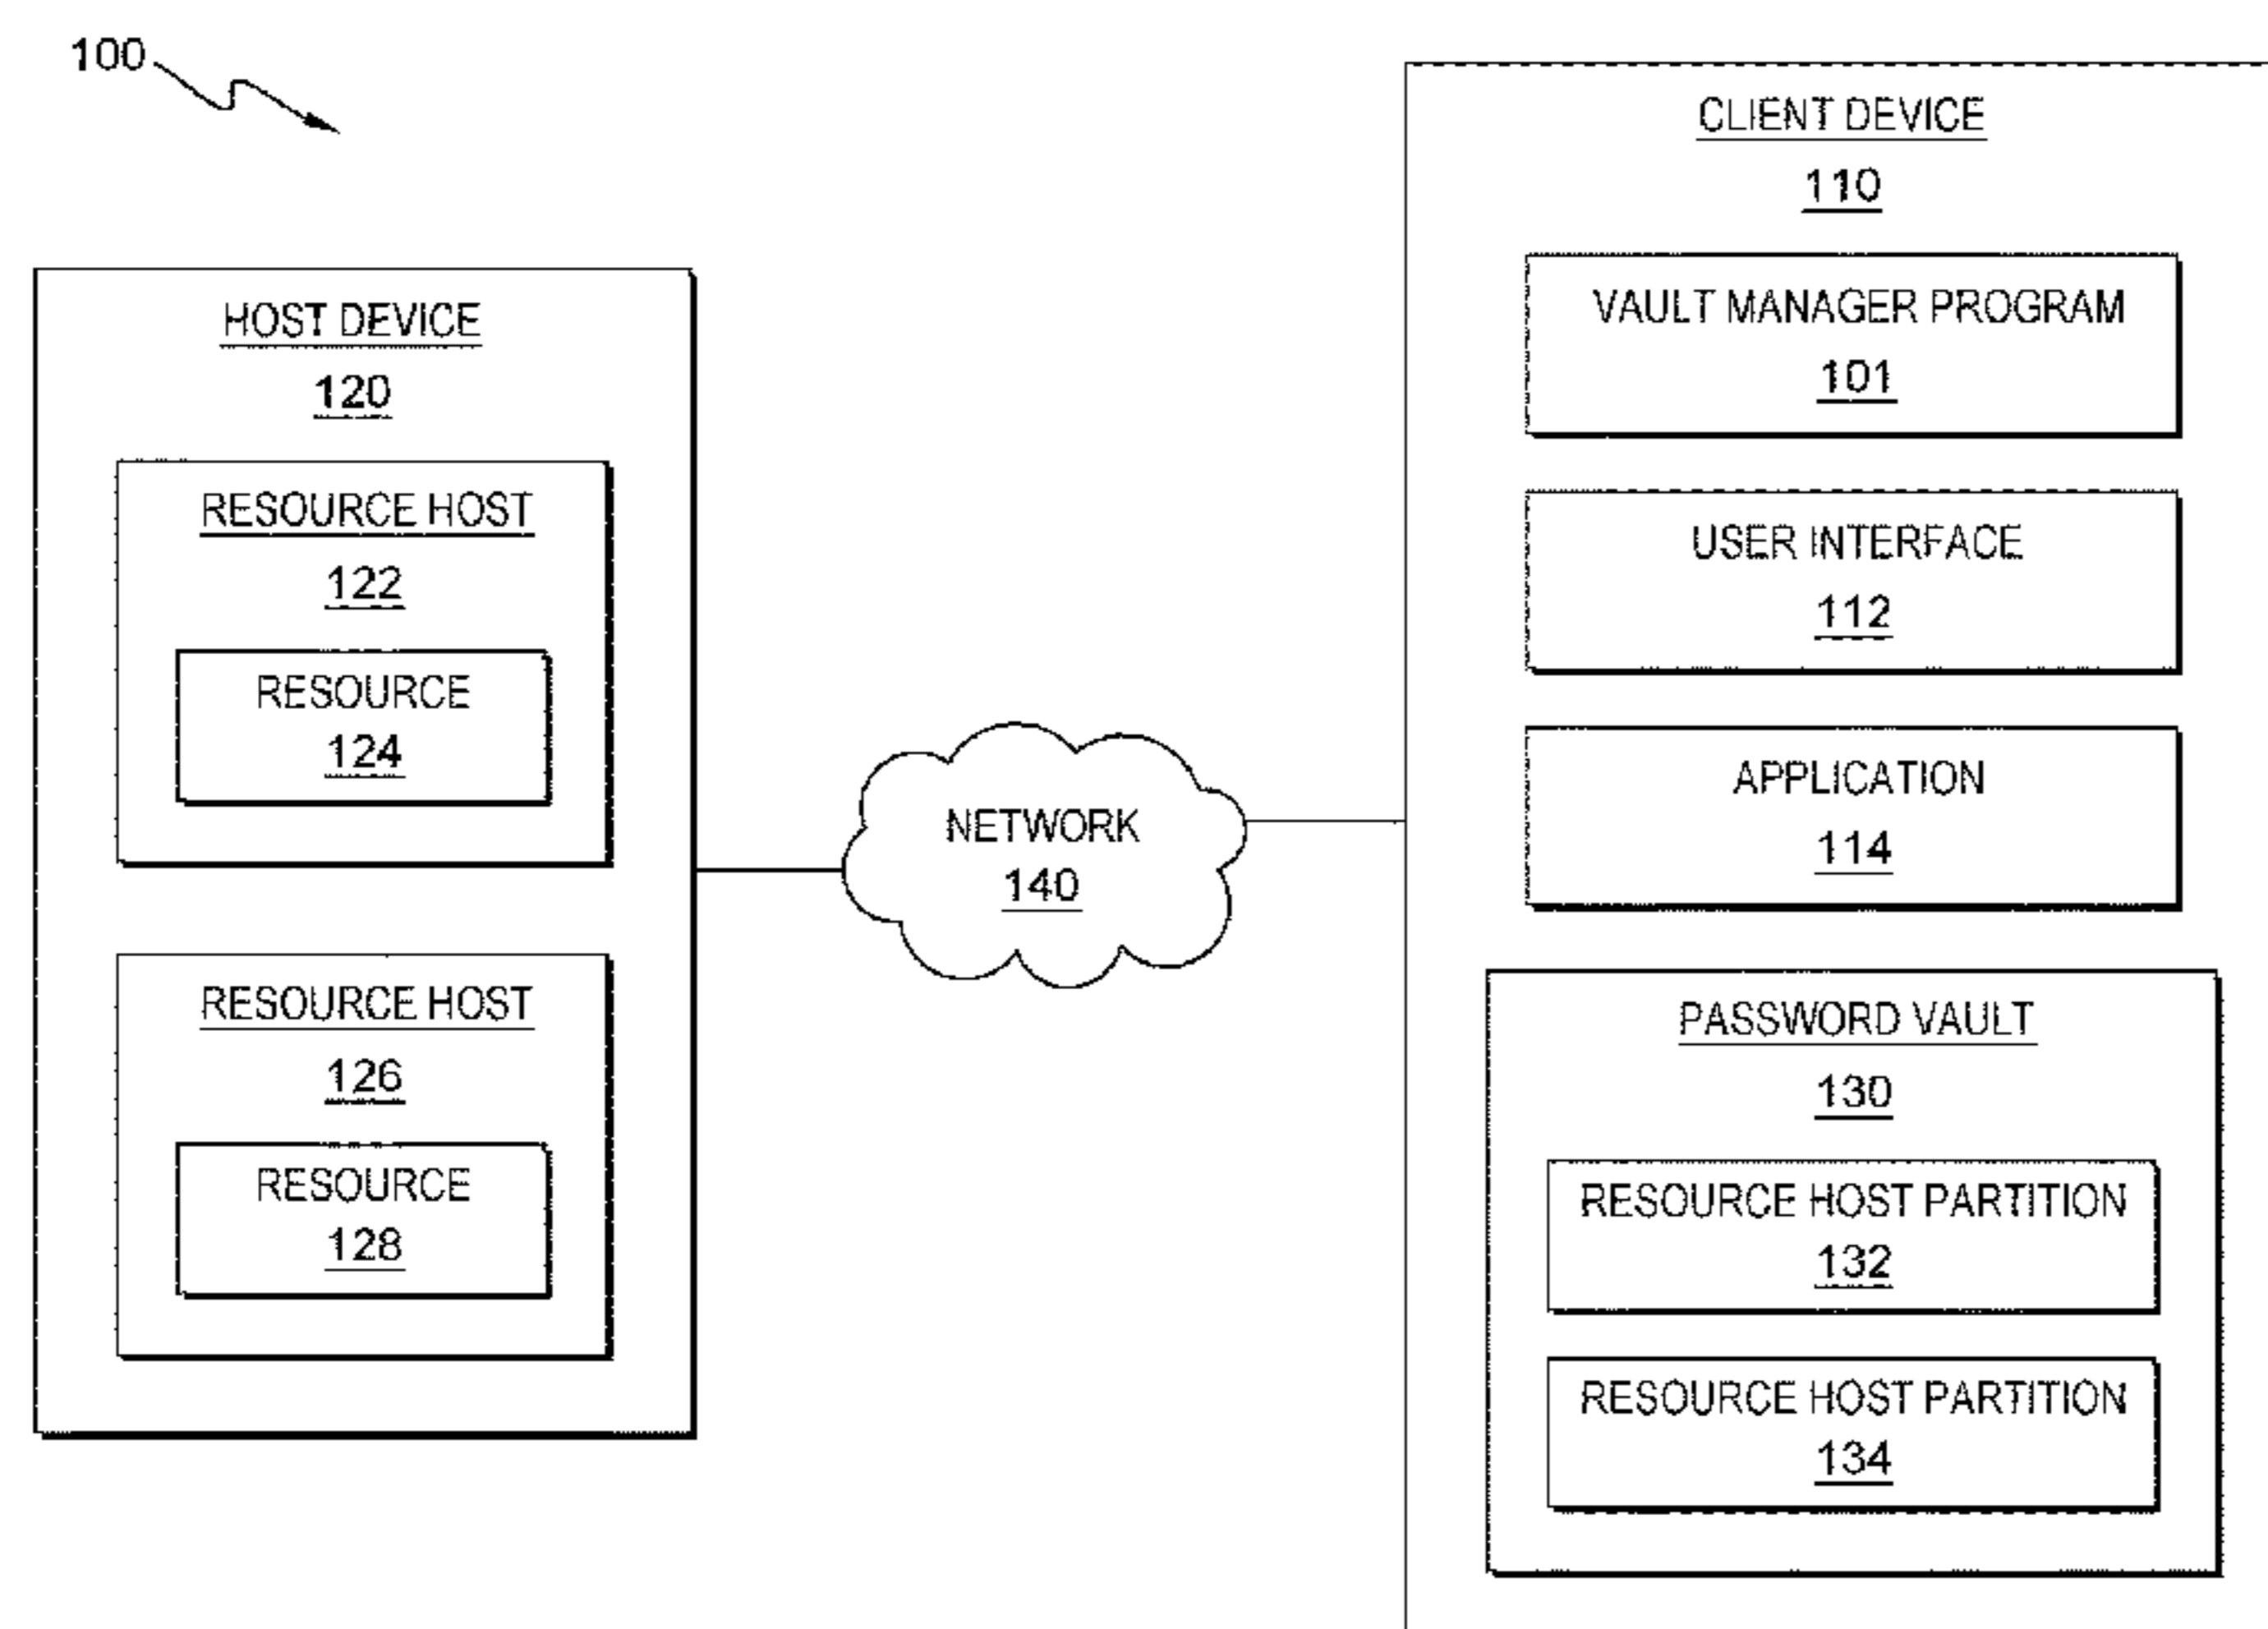 100
HOST DEVICE
120
RESOURCE HOST
122
RESOURCE
124
RESOURCE HOST
126
RESOURCE
128
NETWORK
140
CLIENT DEVICE
110
VAULT MANAGER PROGRAM
101
USER INTERFACE
112
APPLICATION
114
PASSWORD VAULT
130
RESOURCE HOST PARTITION
132
RESOURCE HOST PARTITION
134